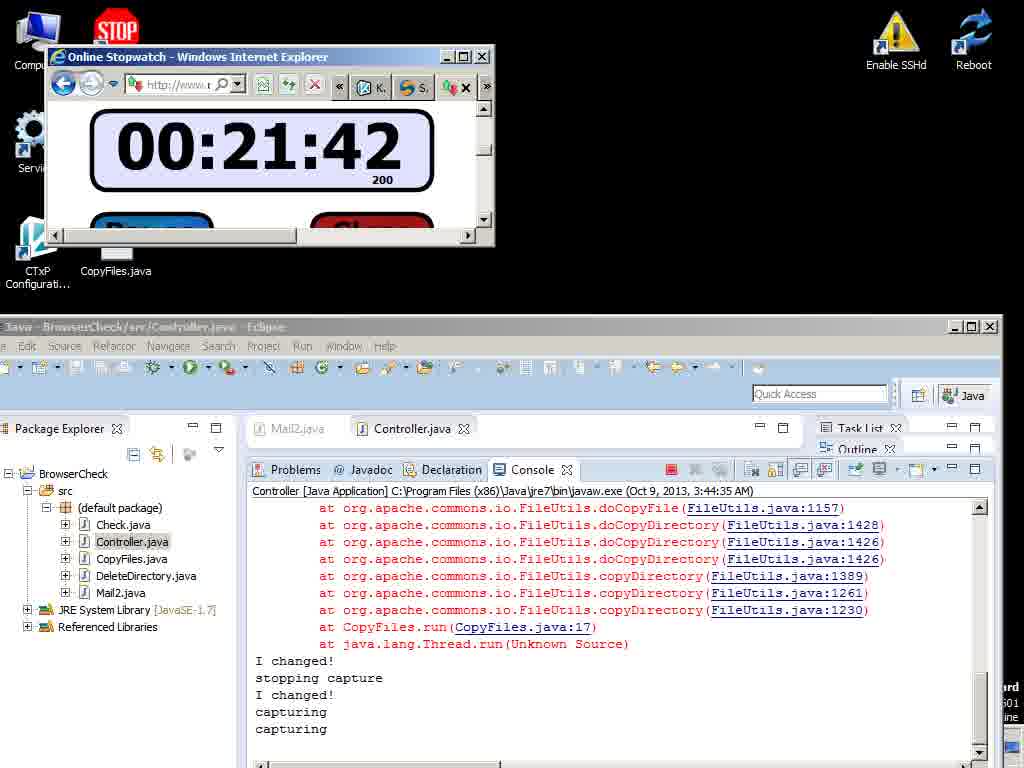 STOP
Enable SSHd
Reboot
Online Stopwatch - Windows Internet Explorer
http://www.
K.
S.
00:21:42
200
CTxP
Configurati...
CopyFiles.java
Java - BrowserCheck/src/Controller.java - Eclipse
Edit Source Refactor Navigate Search Project Run Window Help
Quick Access
Java
Package Explorer
Mail2.java
Controller.java
Task List
Outline
BrowserCheck
src
(default package)
Check.java
Controller.java
CopyFiles.java
DeleteDirectory.java
Mail2.java
JRE System Library [JavaSE-1.7]
Referenced Libraries
Problems
Javadoc
Declaration
Console
Controller [Java Application] C:\Program Files (x86)\Java\jre7\bin\javaw.exe (Oct 9, 2013, 3:44:35 AM)
at org.apache.commons.io.FileUtils.doCopyFile(FileUtils.java:1157)
at org.apache.commons.io.FileUtils.doCopyDirectory(FileUtils.java:1428)
at org.apache.commons.io.FileUtils.doCopyDirectory(FileUtils.java:1426)
at org.apache.commons.io.FileUtils.doCopyDirectory(FileUtils.java:1426)
at org.apache.commons.io.FileUtils.copyDirectory(FileUtils.java:1389)
at org.apache.commons.io.FileUtils.copyDirectory(FileUtils.java:1261)
at org.apache.commons.io.FileUtils.copyDirectory(FileUtils.java:1230)
at CopyFiles.run(CopyFiles.java:17)
at java.lang.Thread.run(Unknown Source)
I changed!
stopping capture
I changed!
capturing
capturing